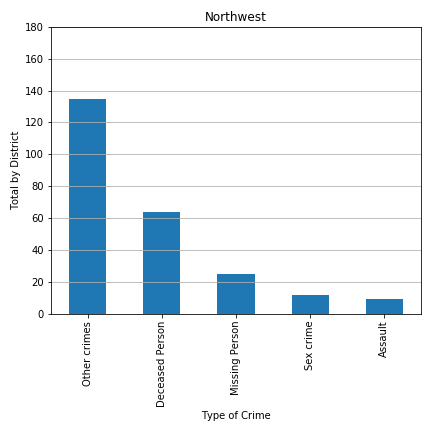 Northwest
180
160
140
120
100
80
60
40
20
0
Total by District
Other crimes
Deceased Person
Missing Person
Sex crime
Assault
Type of Crime